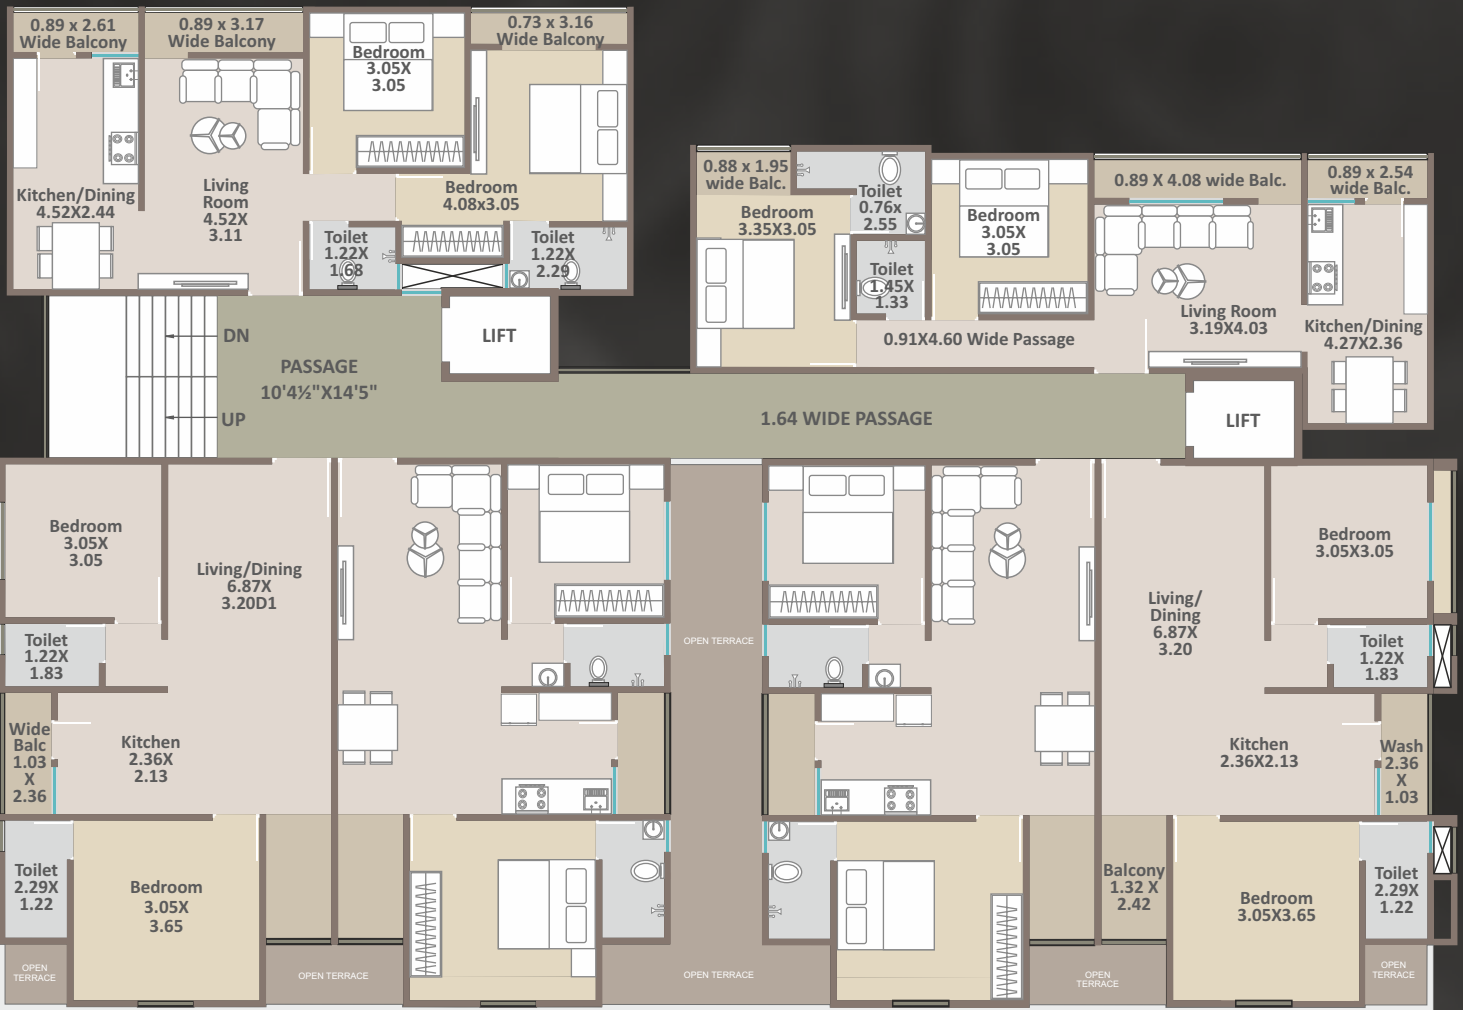 0.89 x 2.61
Wide Balcony
0.89 x 3.17
Wide Balcony
Bedroom
3.05X
3.05
0.73 x 3.16
Wide Balcony
Kitchen/Dining
4.52X2.44
Living
Room
4.52X
3.11
Bedroom
4.08x3.05
Toilet
1.22X
1.68
Toilet
1.22X
2.29
0.88 x 1.95
wide Balc.
Bedroom
3.35X3.05
Toilet
0.76x
2.55
Toilet
1.45X
1.33
Bedroom
3.05X
3.05
0.89 X 4.08 wide Balc.
0.89 x 2.54
wide Balc.
Living Room
3.19X4.03
Kitchen/Dining
4.27X2.36
0.91X4.60 Wide Passage
DN
UP
PASSAGE
10'4½"X14'5"
LIFT
1.64 WIDE PASSAGE
LIFT
Bedroom
3.05X
3.05
Living/Dining
6.87X
3.20D1
Toilet
1.22X
1.83
Wide
Balc
1.03
X
2.36
Kitchen
2.36X
2.13
Toilet
2.29X
1.22
Bedroom
3.05X
3.65
OPEN
TERRACE
OPEN TERRACE
OPEN TERRACE
OPEN TERRACE
Living/
Dining
6.87X
3.20
Bedroom
3.05X3.05
Toilet
1.22X
1.83
Kitchen
2.36X2.13
Wash
2.36
X
1.03
Balcony
1.32 X
2.42
Bedroom
3.05X3.65
Toilet
2.29X
1.22
OPEN
TERRACE
OPEN
TERRACE